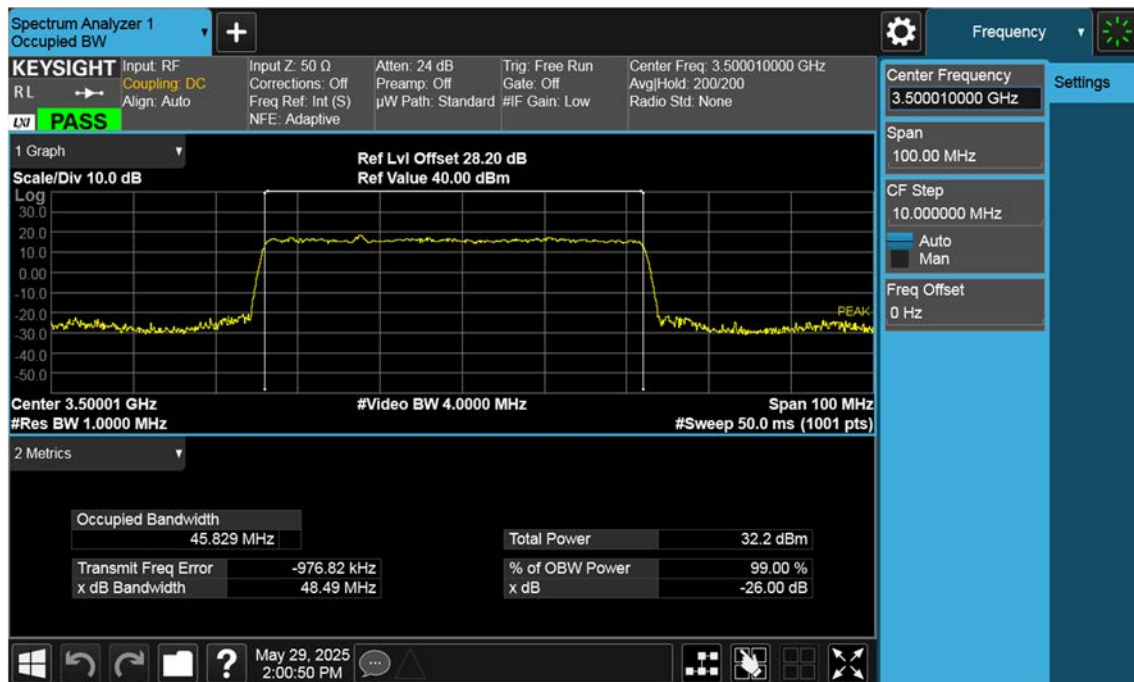 Spectrum Analyzer 1
Occupied BW
Frequency
KEYSIGHT
RL
LXI PASS
Input: RF
Coupling: DC
Align: Auto
Input Z: 50 Ω
Corrections: Off
Freq Ref: Int (S)
NFE: Adaptive
Atten: 24 dB
Preamp: Off
µW Path: Standard
Trig: Free Run
Gate: Off
#IF Gain: Low
Center Freq: 3.500010000 GHz
Avg|Hold: 200/200
Radio Std: None
Center Frequency
3.500010000 GHz
Settings
Span
100.00 MHz
CF Step
10.000000 MHz
Auto
Man
Freq Offset
0 Hz
1 Graph
Ref Lvl Offset 28.20 dB
Scale/Div 10.0 dB
Ref Value 40.00 dBm
Log
30.0
20.0
10.0
0.00
-10.0
-20.0
-30.0
-40.0
-50.0
PEAK
Center 3.50001 GHz
#Video BW 4.0000 MHz
Span 100 MHz
#Res BW 1.0000 MHz
#Sweep 50.0 ms (1001 pts)
2 Metrics
Occupied Bandwidth
45.829 MHz
Total Power 32.2 dBm
Transmit Freq Error -976.82 kHz
% of OBW Power 99.00 %
x dB Bandwidth 48.49 MHz
x dB -26.00 dB
?
May 29, 2025
2:00:50 PM